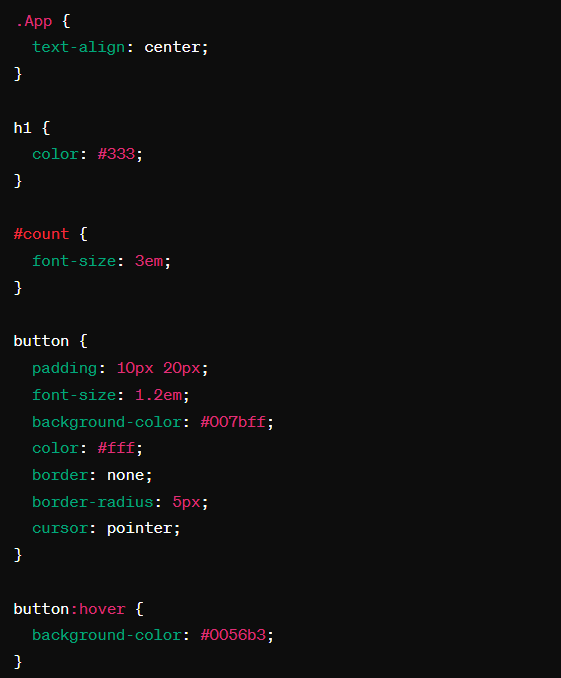 .App {
  text-align: center;
}

h1 {
  color: #333;
}

#count {
  font-size: 3em;
}

button {
  padding: 10px 20px;
  font-size: 1.2em;
  background-color: #007bff;
  color: #fff;
  border: none;
  border-radius: 5px;
  cursor: pointer;
}

button:hover {
  background-color: #0056b3;
}